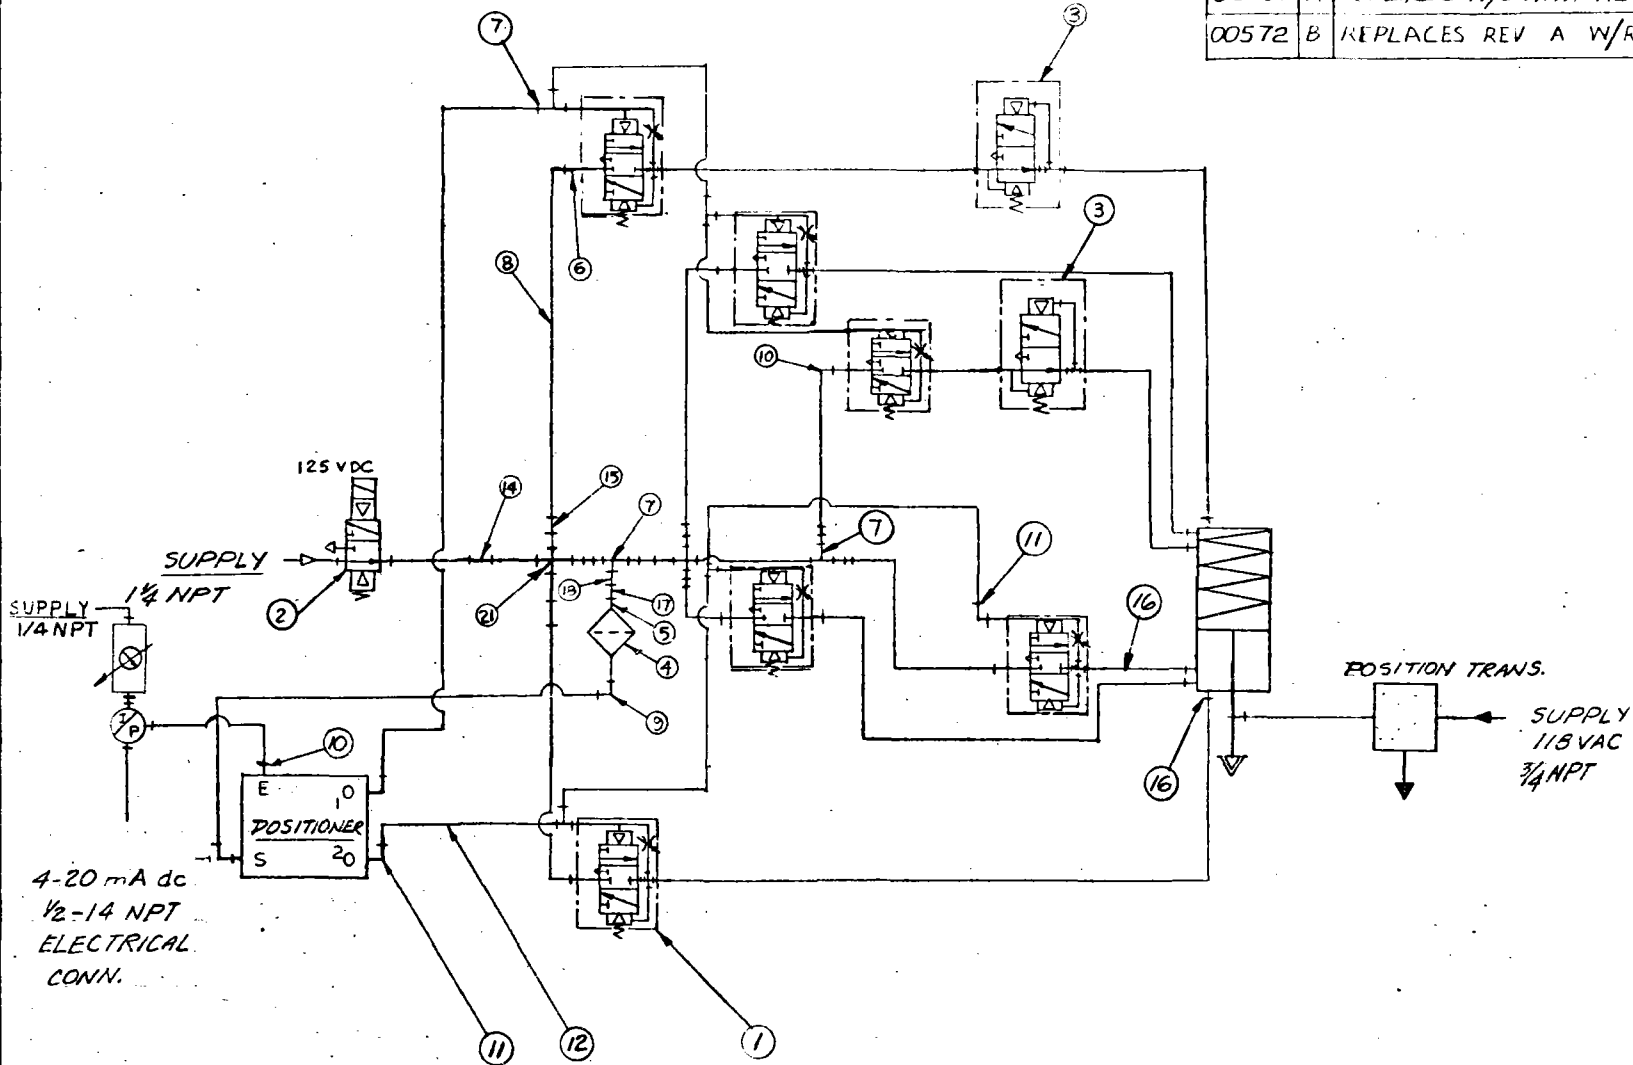 00572 B REPLACES REV A W/R
7
3
3
8
6
10
125 VDC
14
15
7
7
11
SUPPLY
1 1/4 NPT
2
21
18
17
5
4
16
SUPPLY
1/4 NPT
I/P
9
10
POSITION TRANS.
SUPPLY
118 VAC
3/4 NPT
16
E
1O
POSITIONER
S
2O
4-20 mA dc
1/2-14 NPT
ELECTRICAL
CONN.
11
12
1